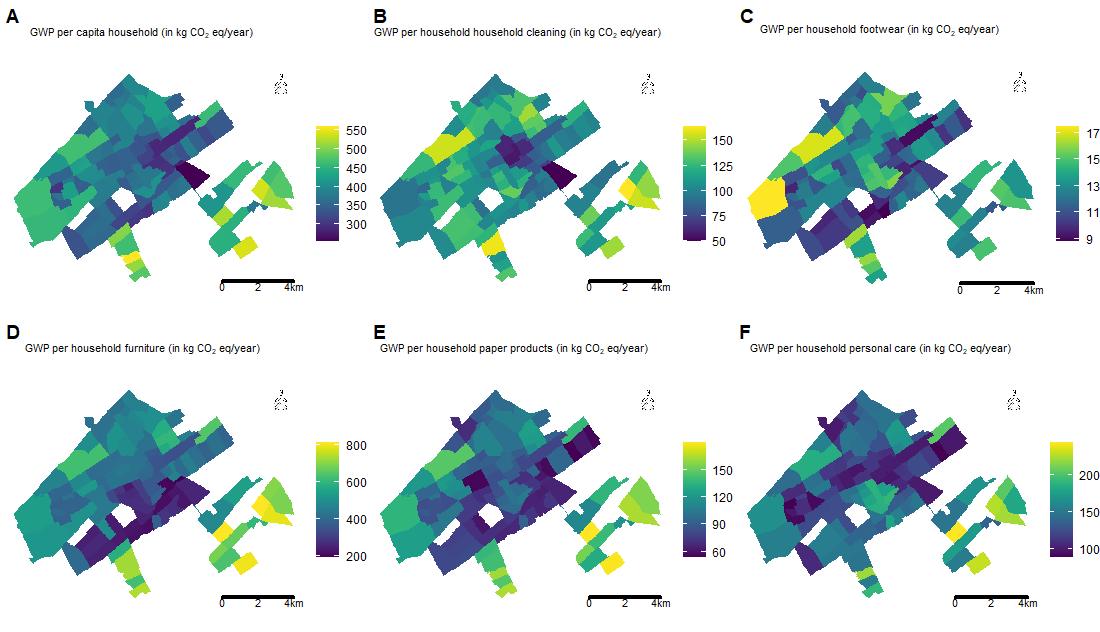 A
GWP per capita household (in kg CO₂ eq/year)
550
500
450
400
350
300
0 2 4km
B
GWP per household household cleaning (in kg CO₂ eq/year)
150
125
100
75
50
0 2 4km
C
GWP per household footwear (in kg CO₂ eq/year)
17
15
13
11
9
0 2 4km
D
GWP per household furniture (in kg CO₂ eq/year)
800
600
400
200
0 2 4km
E
GWP per household paper products (in kg CO₂ eq/year)
150
120
90
60
0 2 4km
F
GWP per household personal care (in kg CO₂ eq/year)
200
150
100
0 2 4km